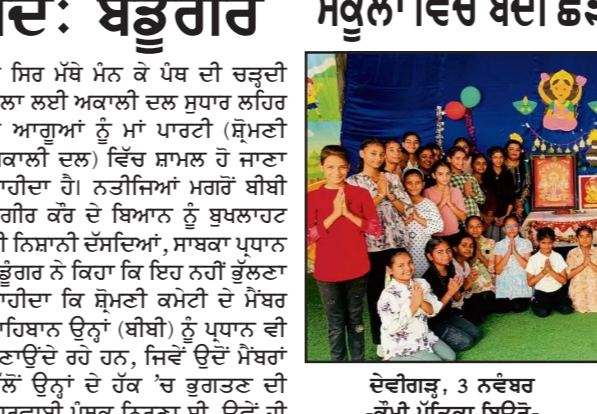 ਬਡੂੰਗਰ
ਸਿਰ ਮੱਥੇ ਮੰਨ ਕੇ ਪੰਥ ਦੀ ਚੜ੍ਹਦੀ
ਲਈ ਅਕਾਲੀ ਦਲ ਸੁਧਾਰ ਲਹਿਰ
ਆਗੂਆਂ ਨੂੰ ਮਾਂ ਪਾਰਟੀ (ਸ਼੍ਰੋਮਣੀ
ਦਲ) ਵਿੱਚ ਸ਼ਾਮਲ ਹੋ ਜਾਣਾ
ਹੈ। ਨਤੀਜਿਆਂ ਮਗਰੋਂ ਬੀਬੀ
ਕੌਰ ਦੇ ਬਿਆਨ ਨੂੰ ਬੁਖਲਾਹਟ
ਨਿਸ਼ਾਨੀ ਦੱਸਦਿਆਂ, ਸਾਬਕਾ ਪ੍ਰਧਾਨ
ਨੇ ਕਿਹਾ ਕਿ ਇਹ ਨਹੀਂ ਭੁੱਲਣਾ
ਕਿ ਸ਼੍ਰੋਮਣੀ ਕਮੇਟੀ ਦੇ ਮੈਂਬਰ
ਉਨ੍ਹਾਂ (ਬੀਬੀ) ਨੂੰ ਪ੍ਰਧਾਨ ਵੀ
ਰਹੇ ਹਨ, ਜਿਵੇਂ ਉਦੋਂ ਮੈਂਬਰਾਂ
ਉਨ੍ਹਾਂ ਦੇ ਹੱਕ 'ਚ ਭੁਗਤਣ ਦੀ
ਸਕੂਲਾਂ ਵਿੱਚ ਬੰਦੀ
ਦੇਵੀਗੜ੍ਹ, 3 ਨਵੰਬਰ